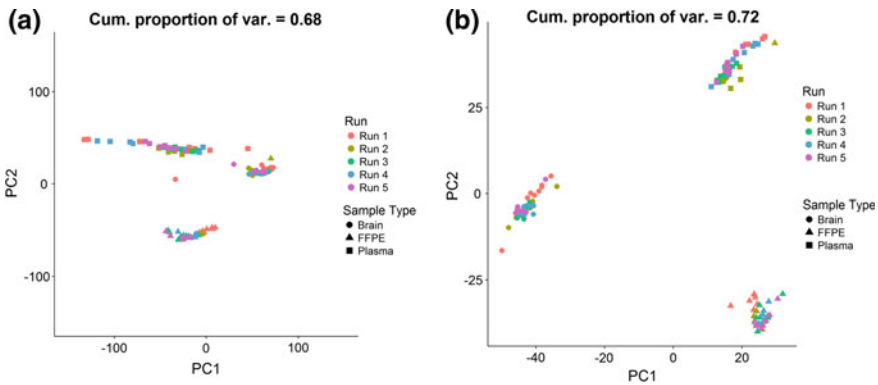 (a)
Cum. proportion of var. = 0.68
100
0
-100
PC2
-100
0
100
PC1
Run
Run 1
Run 2
Run 3
Run 4
Run 5
Sample Type
Brain
FFPE
Plasma
(b)
Cum. proportion of var. = 0.72
25
0
-25
PC2
-40
-20
0
20
PC1
Run
Run 1
Run 2
Run 3
Run 4
Run 5
Sample Type
Brain
FFPE
Plasma